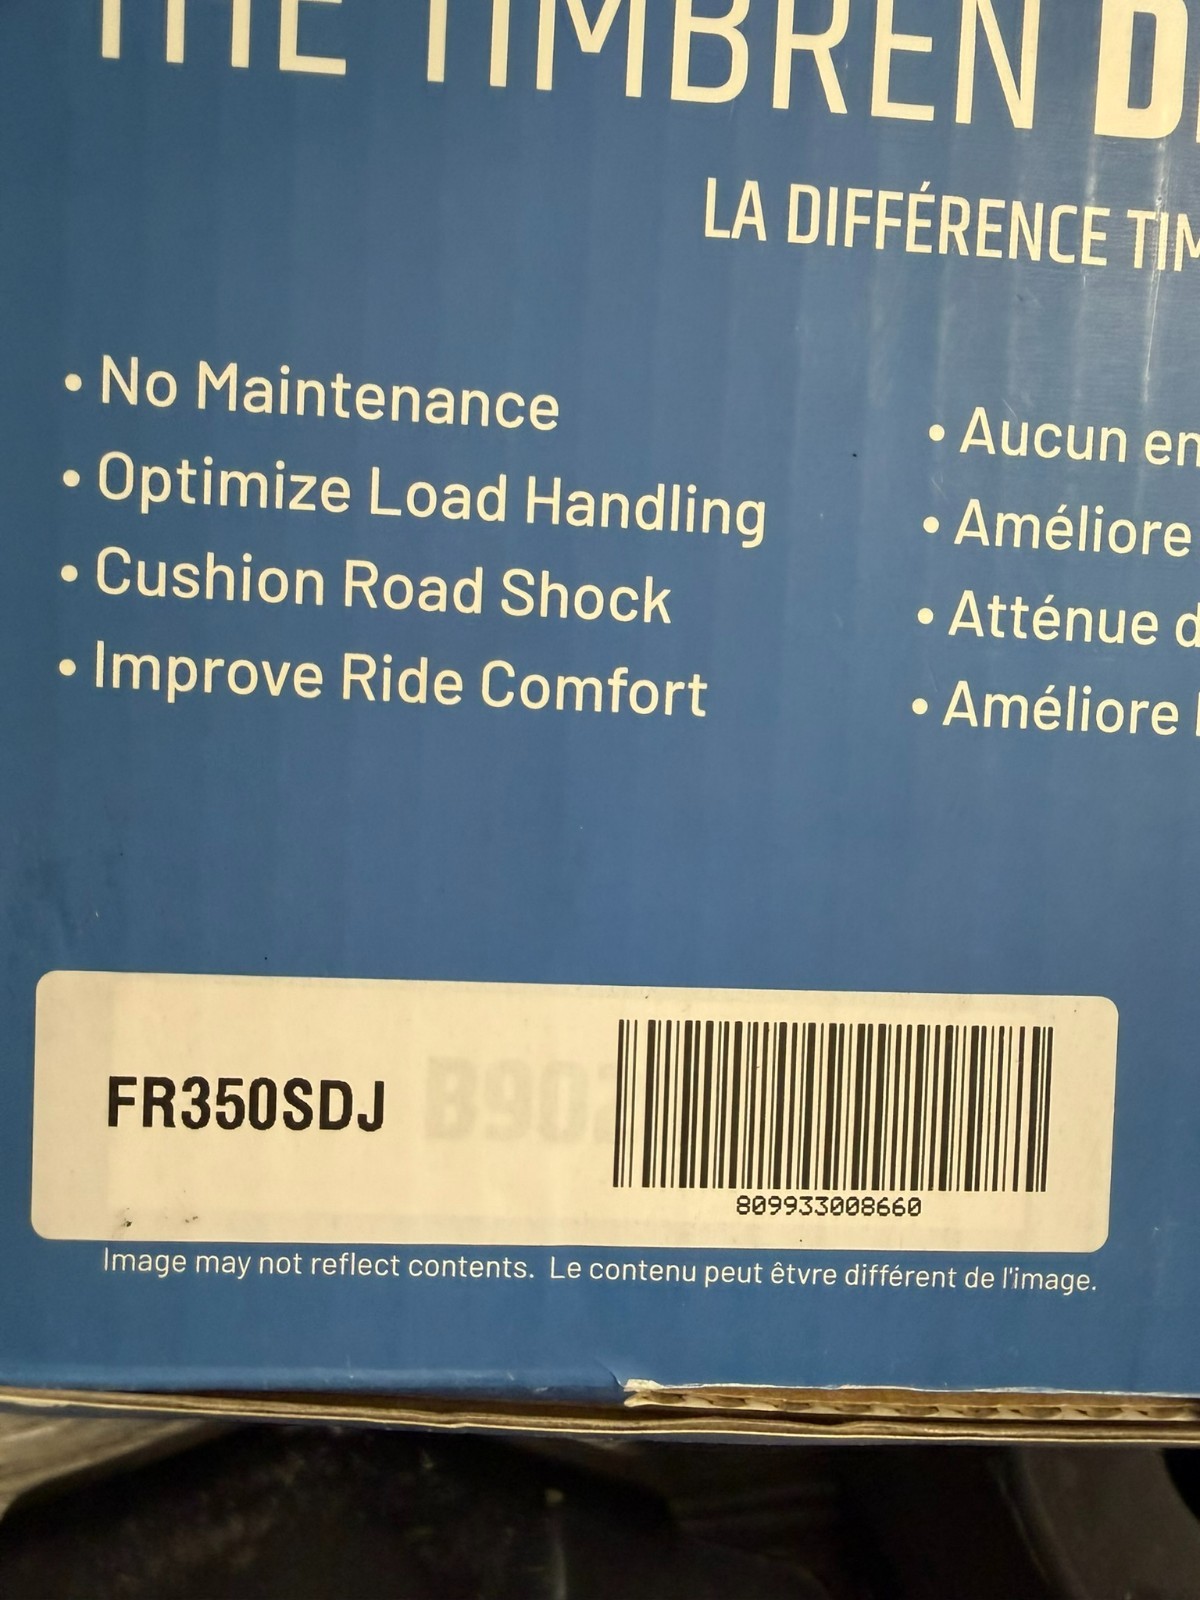 THE TIMBREN
LA DIFFÉRENCE
• No Maintenance
• Optimize Load Handling
• Cushion Road Shock
• Improve Ride Comfort
• Aucun
• Améliore
• Atténue
• Améliore
FR350SDJ
809933008660
Image may not reflect contents. Le contenu peut êtvre différent de l'image.